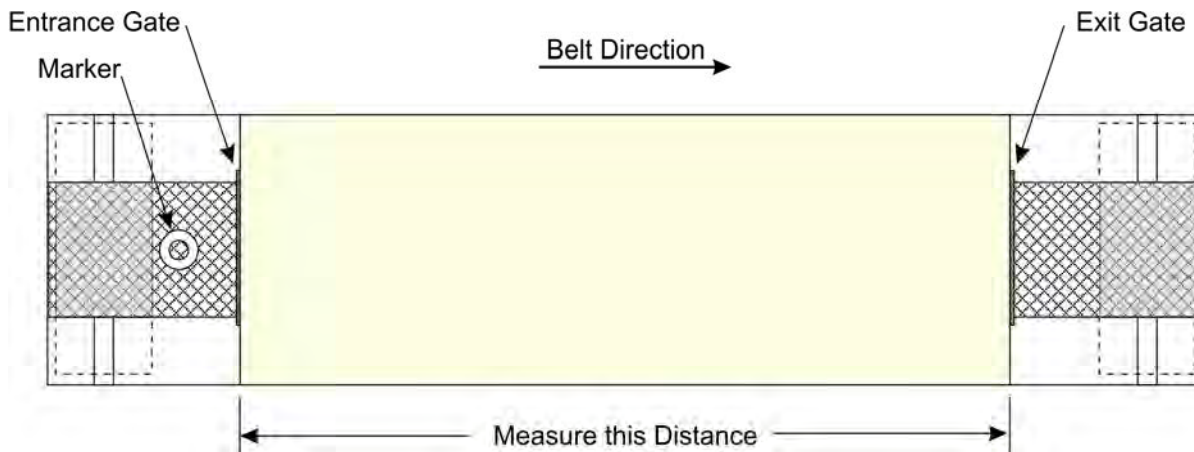 Entrance Gate
Exit Gate
Belt Direction
Marker
Measure this Distance